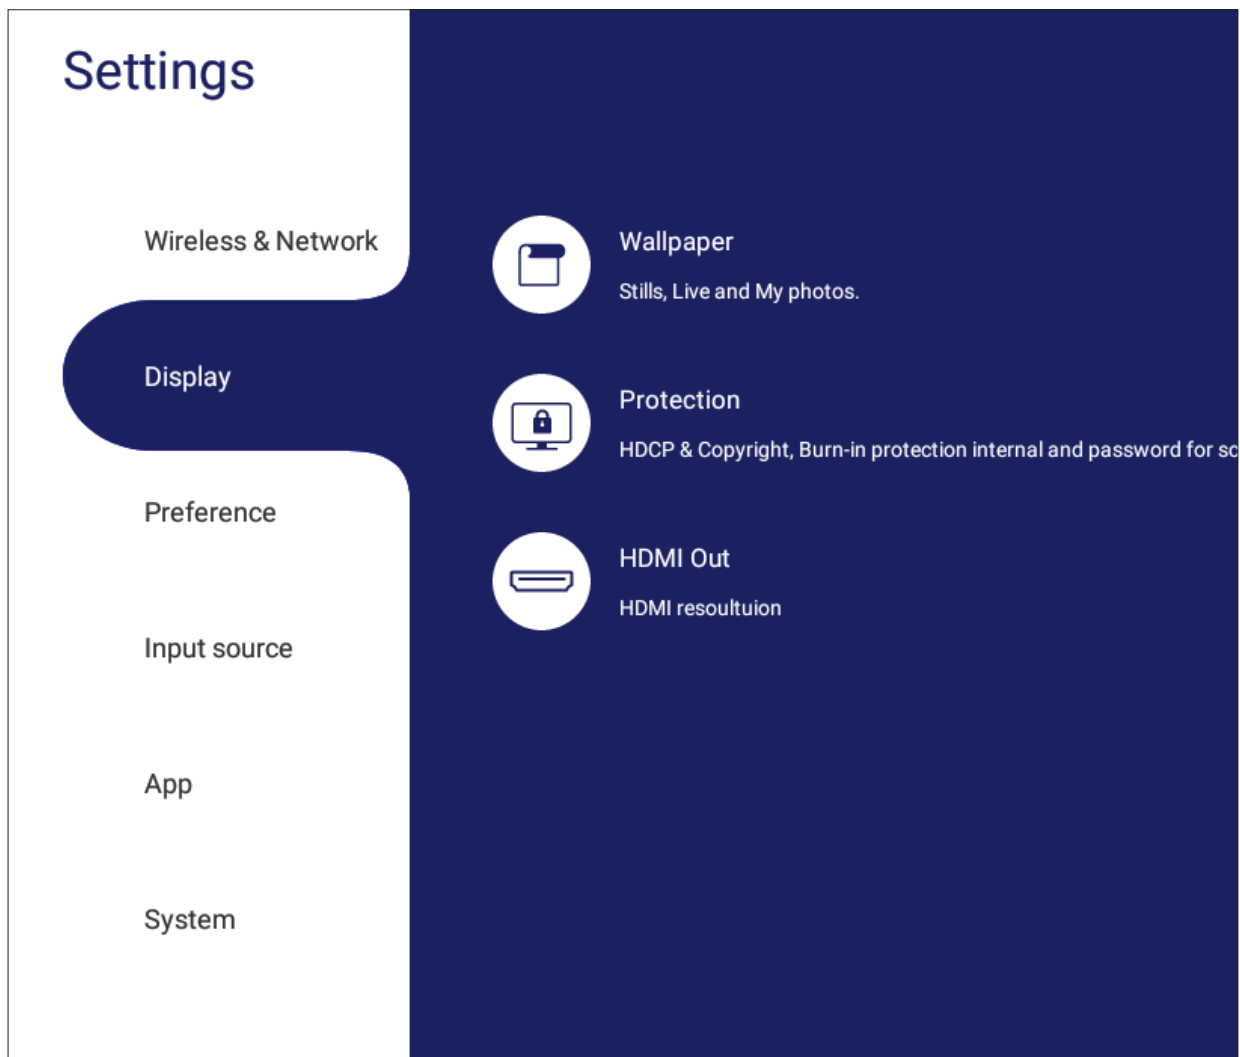 Settings
Wireless & Network
Display
Preference
Input source
App
System
Wallpaper
Stills, Live and My photos.
Protection
HDCP & Copyright, Burn-in protection internal and password for
HDMI Out
HDMI resoultuion